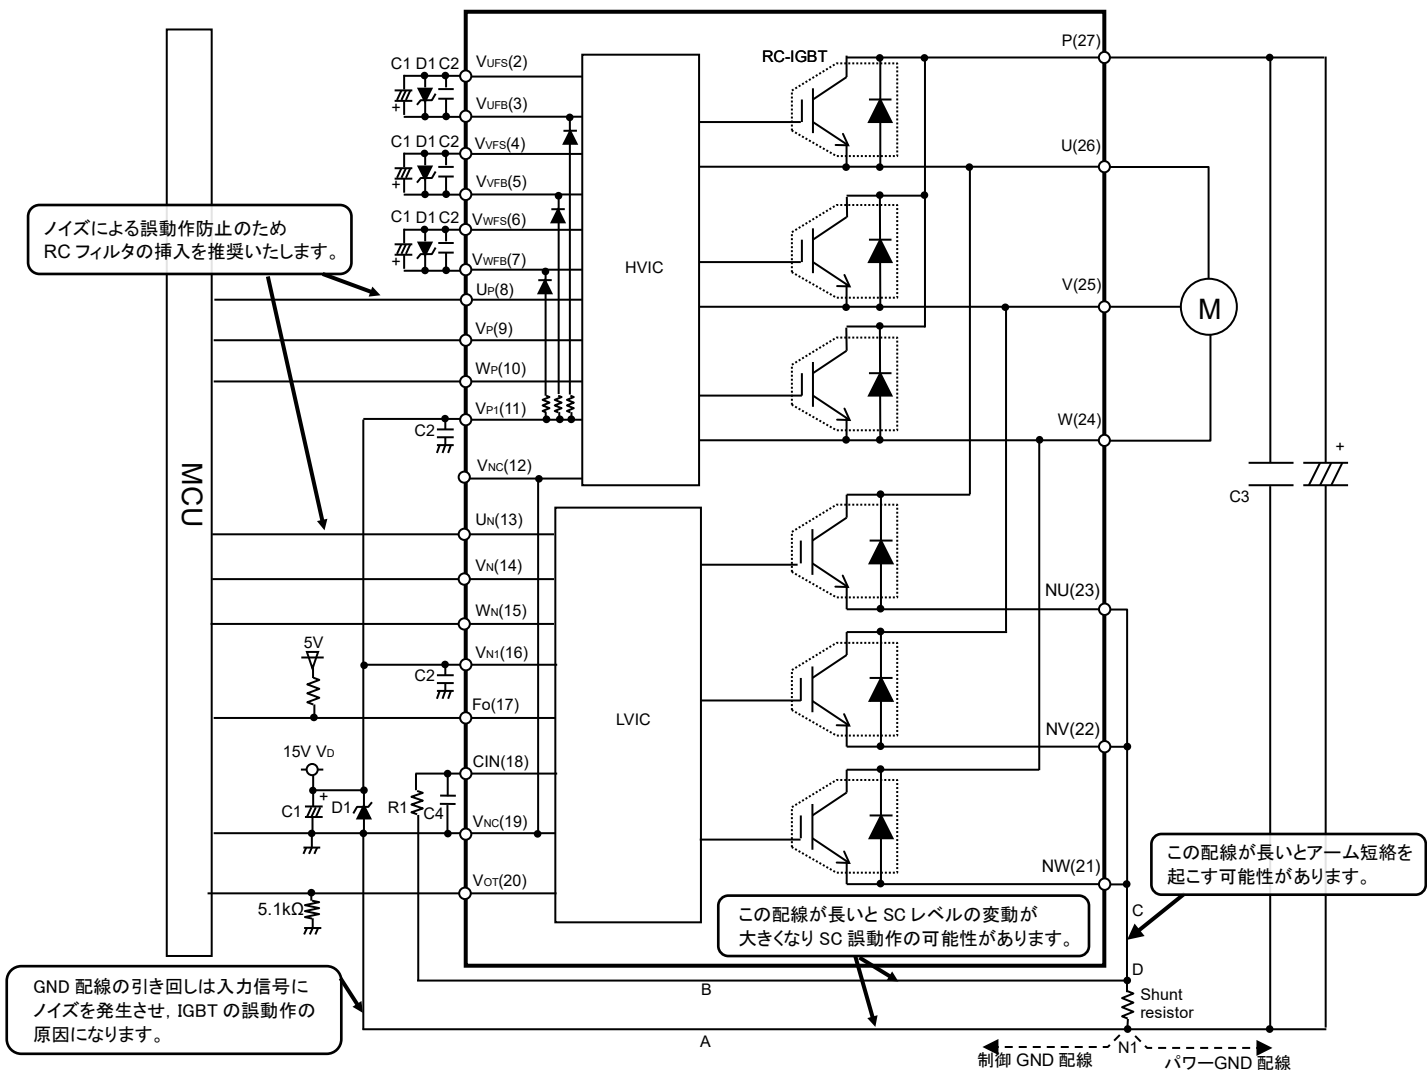 P(27)
RC-IGBT
C1 D1 C2
VUFS(2)
+
VUFB(3)
C1 D1 C2
VVFS(4)
U(26)
+
VVFB(5)
C1 D1 C2
VWFS(6)
+
VWFB(7)
ノイズによる誤動作防止のため
RC フィルタの挿入を推奨いたします。
HVIC
UP(8)
V(25)
M
VP(9)
WP(10)
VP1(11)
C2
W(24)
+
VNC(12)
MCU
C3
UN(13)
VN(14)
NU(23)
WN(15)
5V
VN1(16)
C2
Fo(17)
LVIC
NV(22)
15V VD
CIN(18)
+
C1
D1
R1
C4
VNC(19)
この配線が長いとアーム短絡を
起こす可能性があります。
NW(21)
VOT(20)
5.1kΩ
この配線が長いと SC レベルの変動が
大きくなり SC 誤動作の可能性があります。
C
D
GND 配線の引き回しは入力信号に
ノイズを発生させ, IGBT の誤動作の
原因になります。
B
Shunt
resistor
A
N1
制御 GND 配線
パワーGND 配線